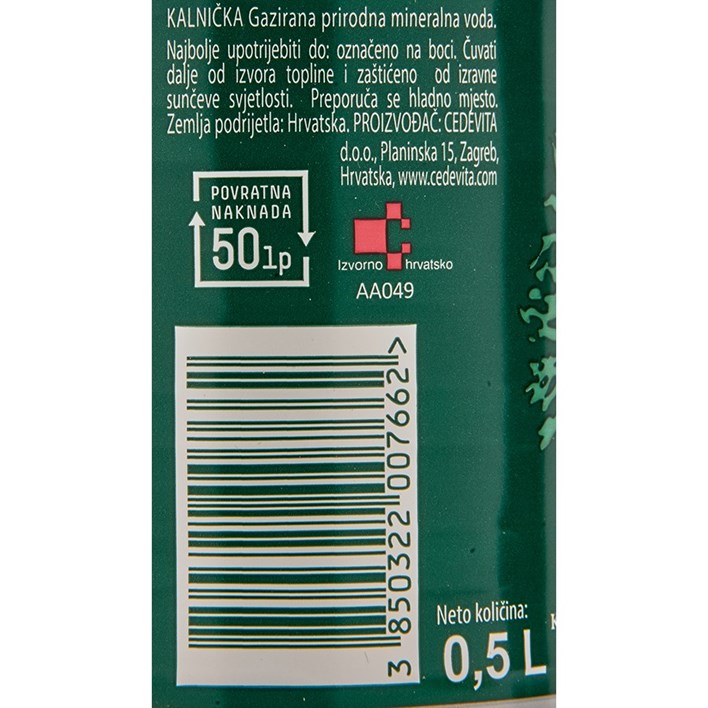 KALNIČKA Gazirana prirodna mineralna voda.
Najbolje upotrijebiti do: označeno na boci. Čuvati
dalje od izvora topline i zaštićeno od izravne
sunčeve svjetlosti. Preporuča se hladno mjesto.
Zemlja podrijetla: Hrvatska. PROIZVOĐAČ: CEDEVITA
d.o.o., Planinska 15, Zagreb,
Hrvatska, www.cedevita.com
POVRATNA
NAKNADA
50lp
Izvorno hrvatsko
AA049
3 850322 007662 >
Neto količina:
0,5 L